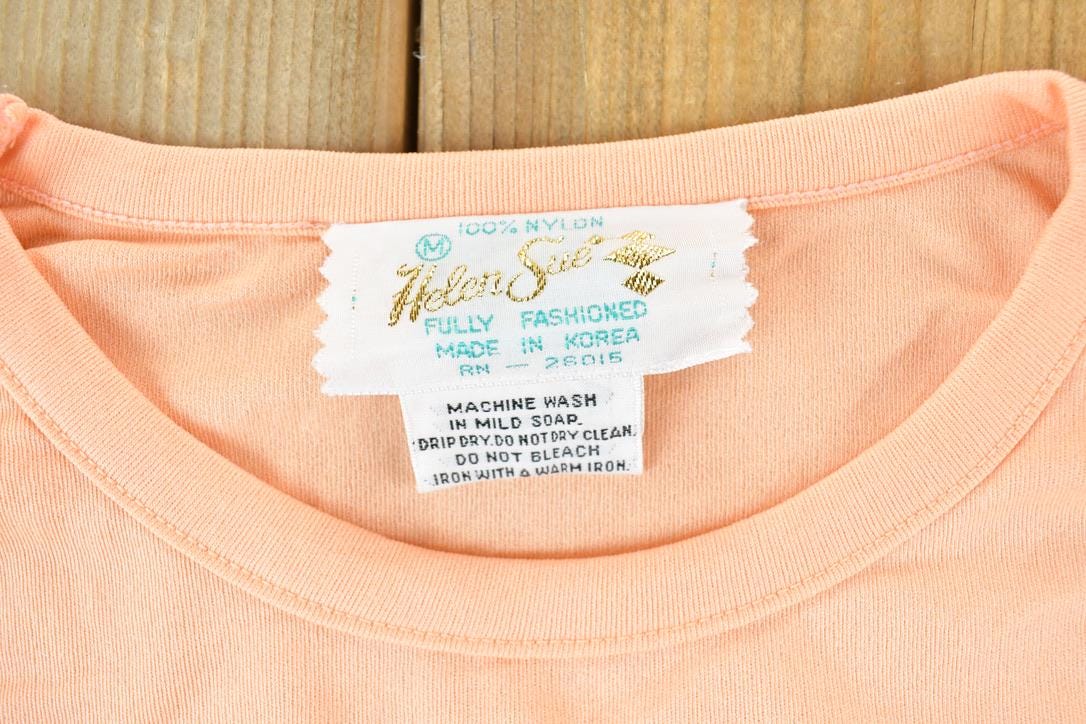 100% NYLON
M
Helen Sue
FULLY FASHIONED
MADE IN KOREA
RN — 26015
MACHINE WASH
IN MILD SOAP.
DRIP DRY. DO NOT DRY CLEAN.
DO NOT BLEACH
IRON WITH A WARM IRON.